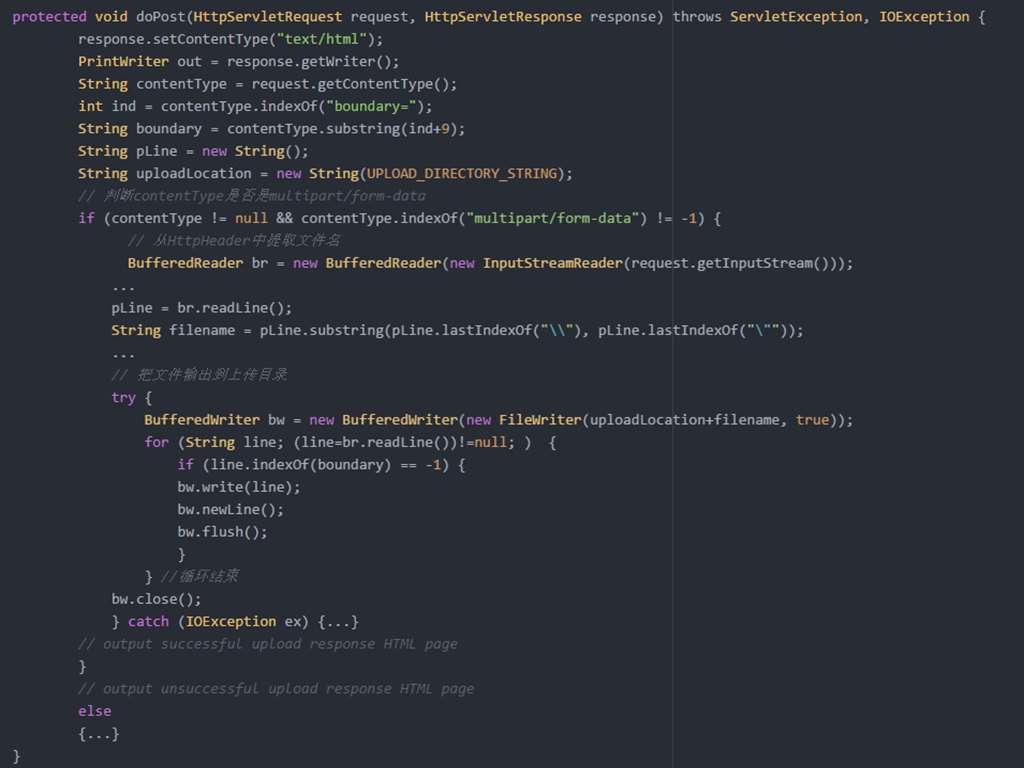 protected void doPost(HttpServletRequest request, HttpServletResponse response) throws ServletException, IOException {
response.setContentType("text/html");
PrintWriter out = response.getWriter();
String contentType = request.getContentType();
int ind = contentType.indexOf("boundary=");
String boundary = contentType.substring(ind+9);
String pLine = new String();
String uploadLocation = new String(UPLOAD_DIRECTORY_STRING);
// 判断contentType是否是multipart/form-data
if (contentType != null && contentType.indexOf("multipart/form-data") != -1) {
// 从HttpHeader中提取文件名
BufferedReader br = new BufferedReader(new InputStreamReader(request.getInputStream()));
...
pLine = br.readLine();
String filename = pLine.substring(pLine.lastIndexOf("\\"), pLine.lastIndexOf("\""));
...
// 把文件输出到上传目录
try {
BufferedWriter bw = new BufferedWriter(new FileWriter(uploadLocation+filename, true));
for (String line; (line=br.readLine())!=null; ) {
if (line.indexOf(boundary) == -1) {
bw.write(line);
bw.newLine();
bw.flush();
}
} //循环结束
bw.close();
} catch (IOException ex) {...}
// output successful upload response HTML page
}
// output unsuccessful upload response HTML page
else
{...}
}